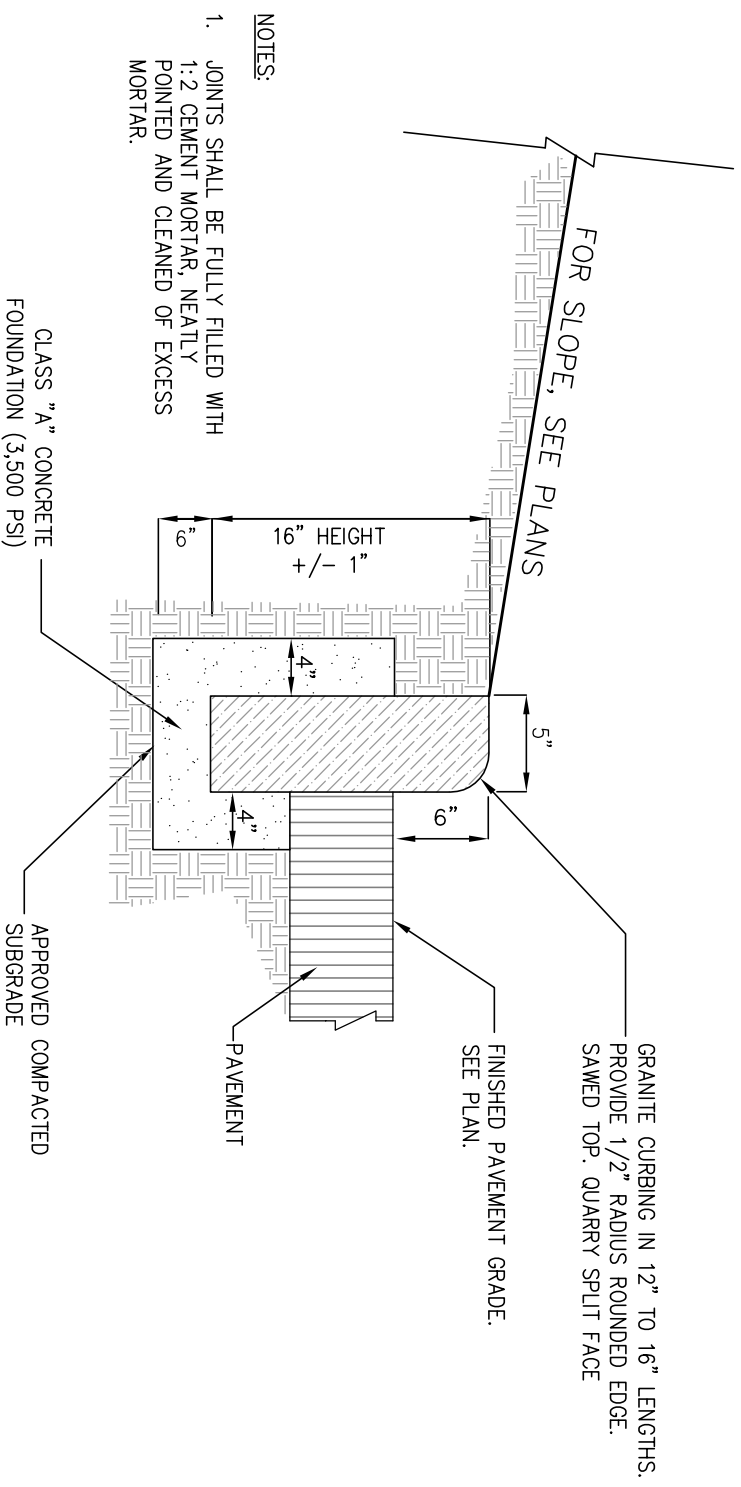 FOR SLOPE, SEE PLANS
5"
6"
16" HEIGHT
+/- 1"
6"
4"
4"
GRANITE CURBING IN 12" TO 16" LENGTHS.
PROVIDE 1/2" RADIUS ROUNDED EDGE.
SAWED TOP. QUARRY SPLIT FACE
FINISHED PAVEMENT GRADE.
SEE PLAN.
PAVEMENT
APPROVED COMPACTED
SUBGRADE
CLASS "A" CONCRETE
FOUNDATION (3,500 PSI)
NOTES:
1. JOINTS SHALL BE FULLY FILLED WITH
1:2 CEMENT MORTAR, NEATLY
POINTED AND CLEANED OF EXCESS
MORTAR.